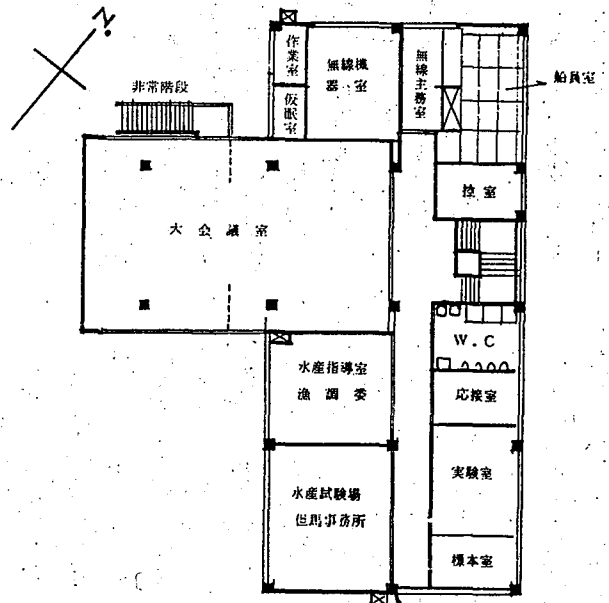 N.
作業室
無線機
器室
無線主務室
船員室
非常階段
仮眠室
控室
大会議室
W.C
水産指導室
漁調委
応接室
実験室
水産試験場
但馬事務所
標本室